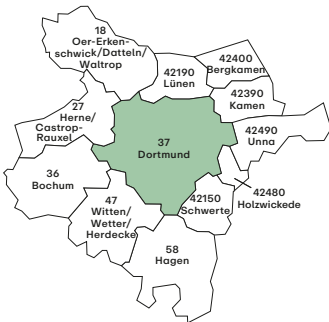 18
Oer-Erken-
schwick/Datteln/
Waltrop
42190
Lünen
42400
Bergkamen
42390
Kamen
27
Herne/
Castrop-
Rauxel
37
Dortmund
42490
Unna
36
Bochum
47
Witten/
Wetter/
Herdecke
42150
Schwerte
42480
Holzwickede
58
Hagen